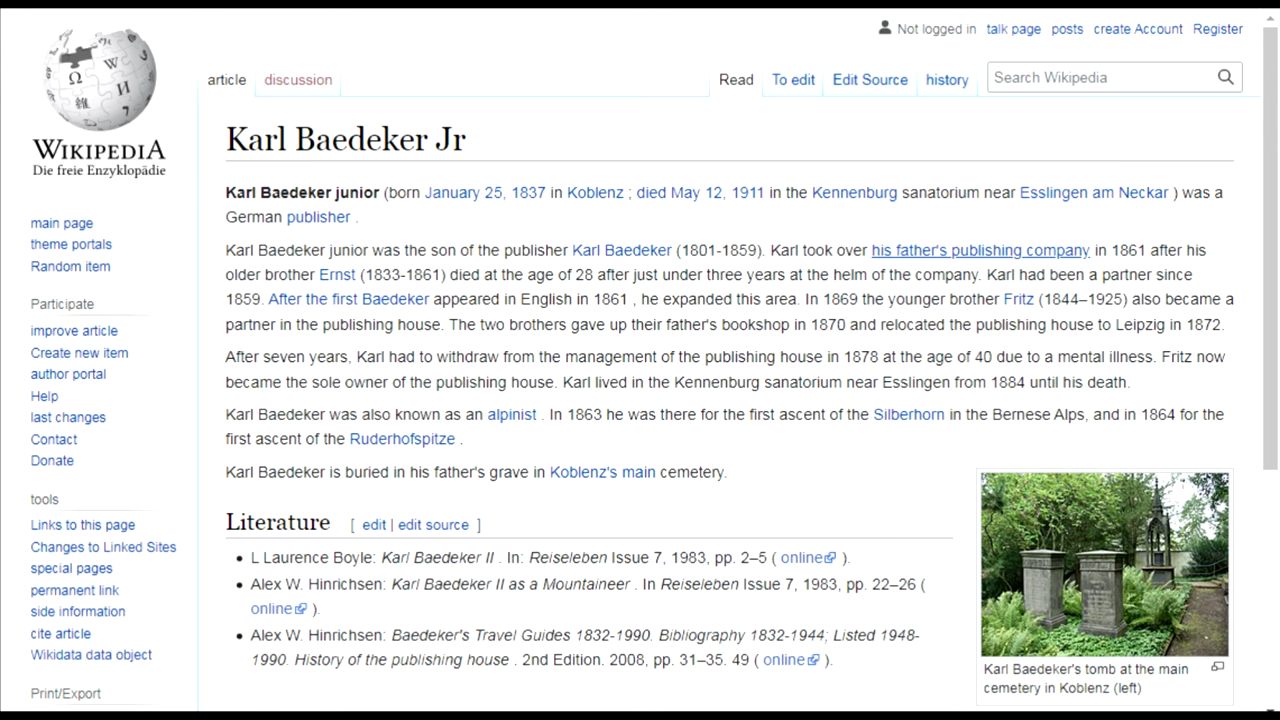 Not logged in talk page posts create Account Register
WIKIPEDIA
Die freie Enzyklopädie
article discussion Read To edit Edit Source history Search Wikipedia
main page
theme portals
Random item
Participate
improve article
Create new item
author portal
Help
last changes
Contact
Donate
tools
Links to this page
Changes to Linked Sites
special pages
permanent link
side information
cite article
Wikidata data object
Print/Export
Karl Baedeker Jr
Karl Baedeker junior (born January 25, 1837 in Koblenz ; died May 12, 1911 in the Kennenburg sanatorium near Esslingen am Neckar ) was a
German publisher .
Karl Baedeker junior was the son of the publisher Karl Baedeker (1801-1859). Karl took over his father's publishing company in 1861 after his
older brother Ernst (1833-1861) died at the age of 28 after just under three years at the helm of the company. Karl had been a partner since
1859. After the first Baedeker appeared in English in 1861 , he expanded this area. In 1869 the younger brother Fritz (1844–1925) also became a
partner in the publishing house. The two brothers gave up their father's bookshop in 1870 and relocated the publishing house to Leipzig in 1872.
After seven years, Karl had to withdraw from the management of the publishing house in 1878 at the age of 40 due to a mental illness. Fritz now
became the sole owner of the publishing house. Karl lived in the Kennenburg sanatorium near Esslingen from 1884 until his death.
Karl Baedeker was also known as an alpinist . In 1863 he was there for the first ascent of the Silberhorn in the Bernese Alps, and in 1864 for the
first ascent of the Ruderhofspitze .
Karl Baedeker is buried in his father's grave in Koblenz's main cemetery.
Literature [ edit | edit source ]
L Laurence Boyle: Karl Baedeker II . In: Reiseleben Issue 7, 1983, pp. 2–5 ( online ).
Alex W. Hinrichsen: Karl Baedeker II as a Mountaineer . In Reiseleben Issue 7, 1983, pp. 22–26 (
online ).
Alex W. Hinrichsen: Baedeker's Travel Guides 1832-1990. Bibliography 1832-1944; Listed 1948-
1990. History of the publishing house . 2nd Edition. 2008, pp. 31–35. 49 ( online ).
Karl Baedeker's tomb at the main
cemetery in Koblenz (left)